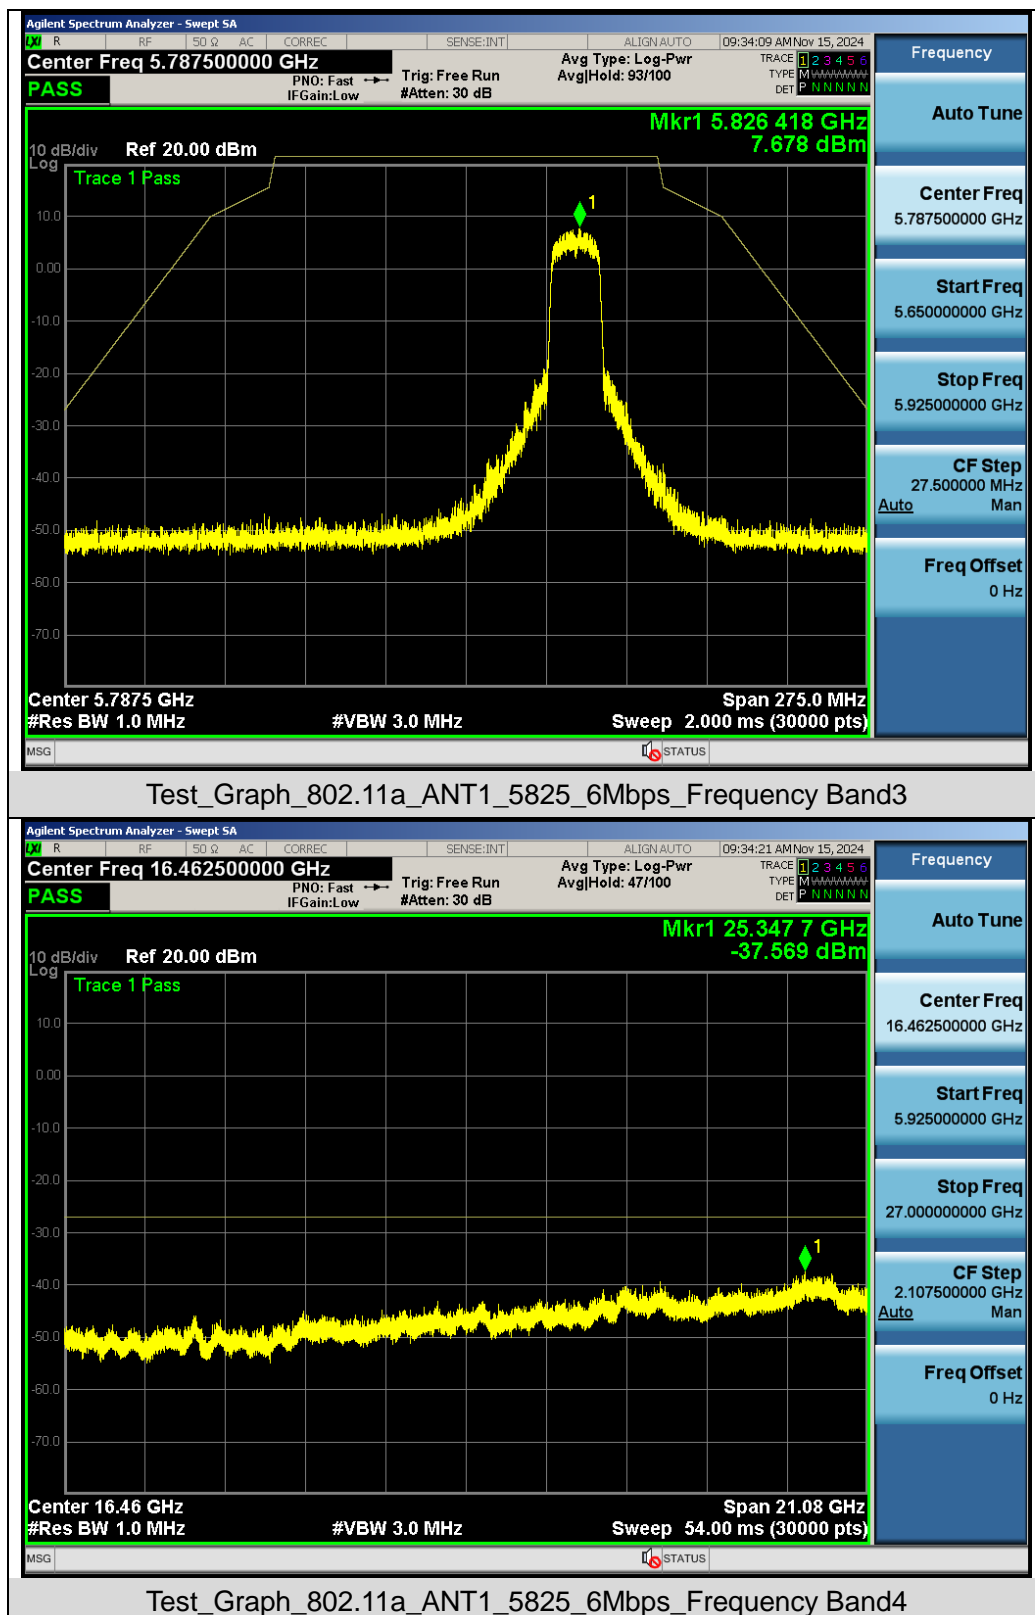 Agilent Spectrum Analyzer - Swept SA
LXI R RF 50 Ω AC CORREC SENSE:INT ALIGN AUTO 09:34:09 AM Nov 15, 2024
Center Freq 5.787500000 GHz
PASS
PNO: Fast
IFGain:Low
Trig: Free Run
#Atten: 30 dB
Avg Type: Log-Pwr
Avg|Hold: 93/100
TRACE 1 2 3 4 5 6
TYPE M WWWWW
DET P N N N N N
Mkr1 5.826 418 GHz
7.678 dBm
10 dB/div Ref 20.00 dBm
Log
Trace 1 Pass
1
10.0
0.00
-10.0
-20.0
-30.0
-40.0
-50.0
-60.0
-70.0
Center 5.7875 GHz Span 275.0 MHz
#Res BW 1.0 MHz #VBW 3.0 MHz Sweep 2.000 ms (30000 pts)
MSG STATUS
Frequency
Auto Tune
Center Freq
5.787500000 GHz
Start Freq
5.650000000 GHz
Stop Freq
5.925000000 GHz
CF Step
27.500000 MHz
Auto Man
Freq Offset
0 Hz
Test_Graph_802.11a_ANT1_5825_6Mbps_Frequency Band3
Agilent Spectrum Analyzer - Swept SA
LXI R RF 50 Ω AC CORREC SENSE:INT ALIGN AUTO 09:34:21 AM Nov 15, 2024
Center Freq 16.462500000 GHz
PASS
PNO: Fast
IFGain:Low
Trig: Free Run
#Atten: 30 dB
Avg Type: Log-Pwr
Avg|Hold: 47/100
TRACE 1 2 3 4 5 6
TYPE M WWWWW
DET P N N N N N
Mkr1 25.347 7 GHz
-37.569 dBm
10 dB/div Ref 20.00 dBm
Log
Trace 1 Pass
1
10.0
0.00
-10.0
-20.0
-30.0
-40.0
-50.0
-60.0
-70.0
Center 16.46 GHz Span 21.08 GHz
#Res BW 1.0 MHz #VBW 3.0 MHz Sweep 54.00 ms (30000 pts)
MSG STATUS
Frequency
Auto Tune
Center Freq
16.462500000 GHz
Start Freq
5.925000000 GHz
Stop Freq
27.000000000 GHz
CF Step
2.107500000 GHz
Auto Man
Freq Offset
0 Hz
Test_Graph_802.11a_ANT1_5825_6Mbps_Frequency Band4